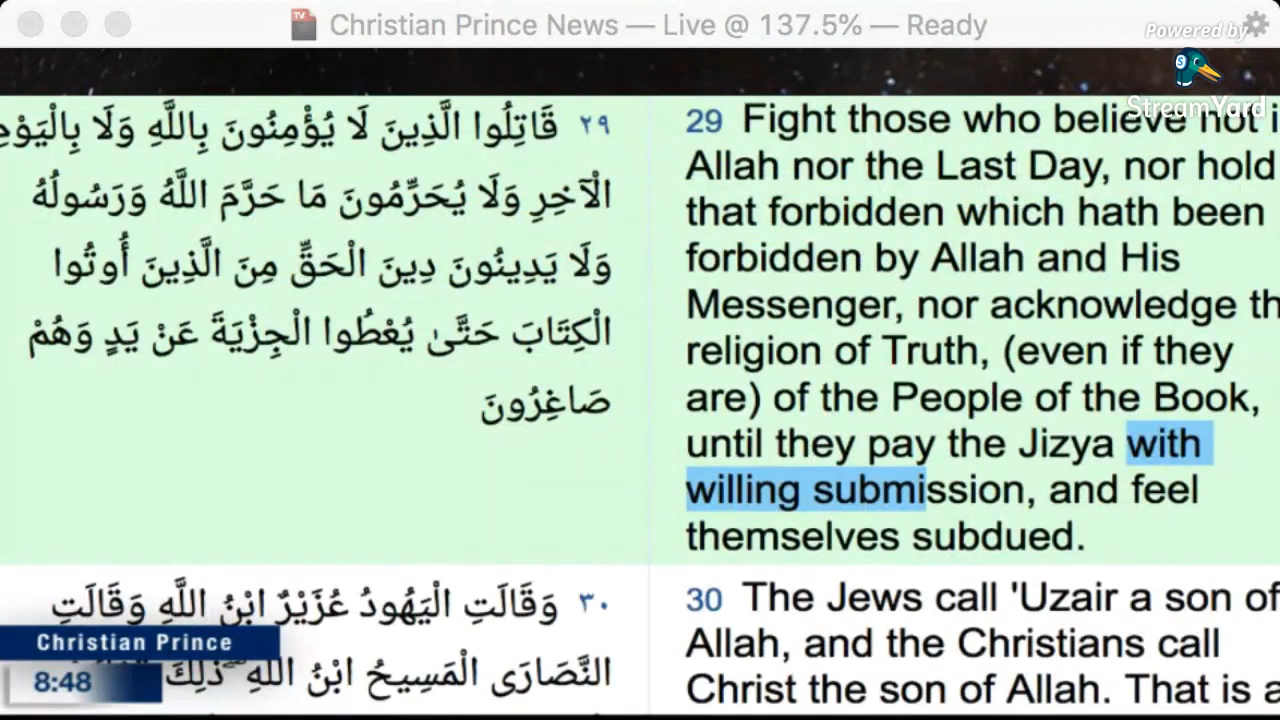 Christian Prince News — Live @ 137.5% — Ready
Powered by
StreamYard
٢٩ قَاتِلُوا الَّذِينَ لَا يُؤْمِنُونَ بِاللَّهِ وَلَا بِالْيَوْمِ
الْآخِرِ وَلَا يُحَرِّمُونَ مَا حَرَّمَ اللَّهُ وَرَسُولُهُ
وَلَا يَدِينُونَ دِينَ الْحَقِّ مِنَ الَّذِينَ أُوتُوا
الْكِتَابَ حَتَّىٰ يُعْطُوا الْجِزْيَةَ عَنْ يَدٍ وَهُمْ
صَاغِرُونَ
29 Fight those who believe not i
Allah nor the Last Day, nor hold
that forbidden which hath been
forbidden by Allah and His
Messenger, nor acknowledge th
religion of Truth, (even if they
are) of the People of the Book,
until they pay the Jizya with
willing submission, and feel
themselves subdued.
٣٠ وَقَالَتِ الْيَهُودُ عُزَيْرٌ ابْنُ اللَّهِ وَقَالَتِ
النَّصَارَى الْمَسِيحُ ابْنُ اللَّهِ ۖ ذَٰلِكَ
30 The Jews call 'Uzair a son of
Allah, and the Christians call
Christ the son of Allah. That is a
Christian Prince
8:48